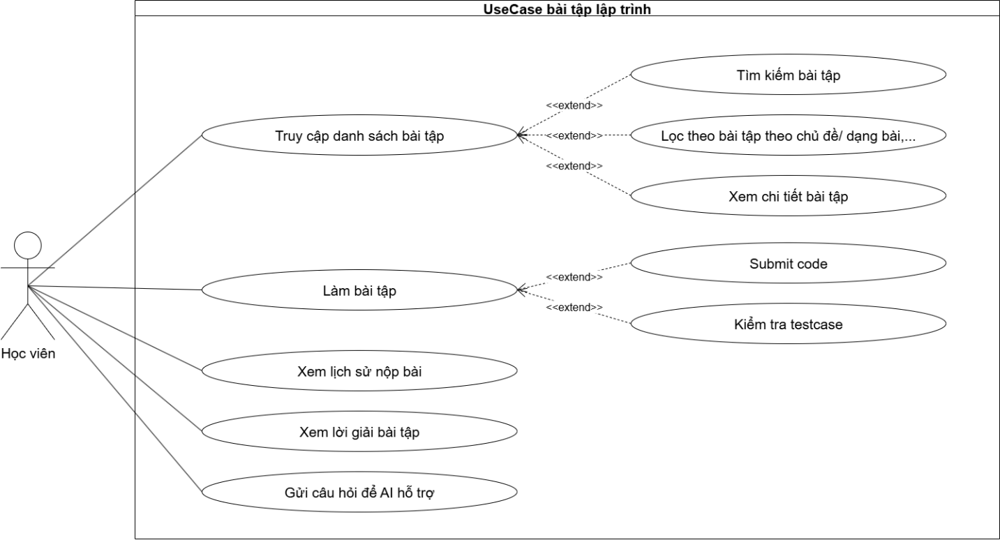 UseCase bài tập lập trình
Tìm kiếm bài tập
<<extend>>
Truy cập danh sách bài tập
<<extend>>
Lọc theo bài tập theo chủ đề/ dạng bài,...
<<extend>>
Xem chi tiết bài tập
Submit code
<<extend>>
Làm bài tập
<<extend>>
Kiểm tra testcase
Học viên
Xem lịch sử nộp bài
Xem lời giải bài tập
Gửi câu hỏi để AI hỗ trợ